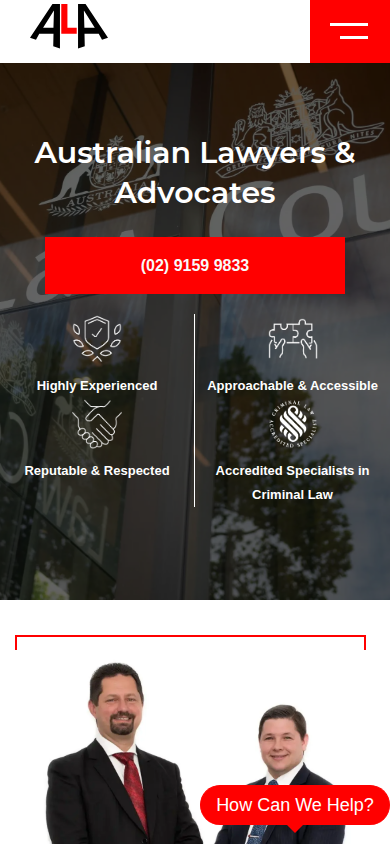 ALA
Australian Lawyers &
Advocates
(02) 9159 9833
Highly Experienced
Approachable & Accessible
Reputable & Respected
Accredited Specialists in
Criminal Law
How Can We Help?